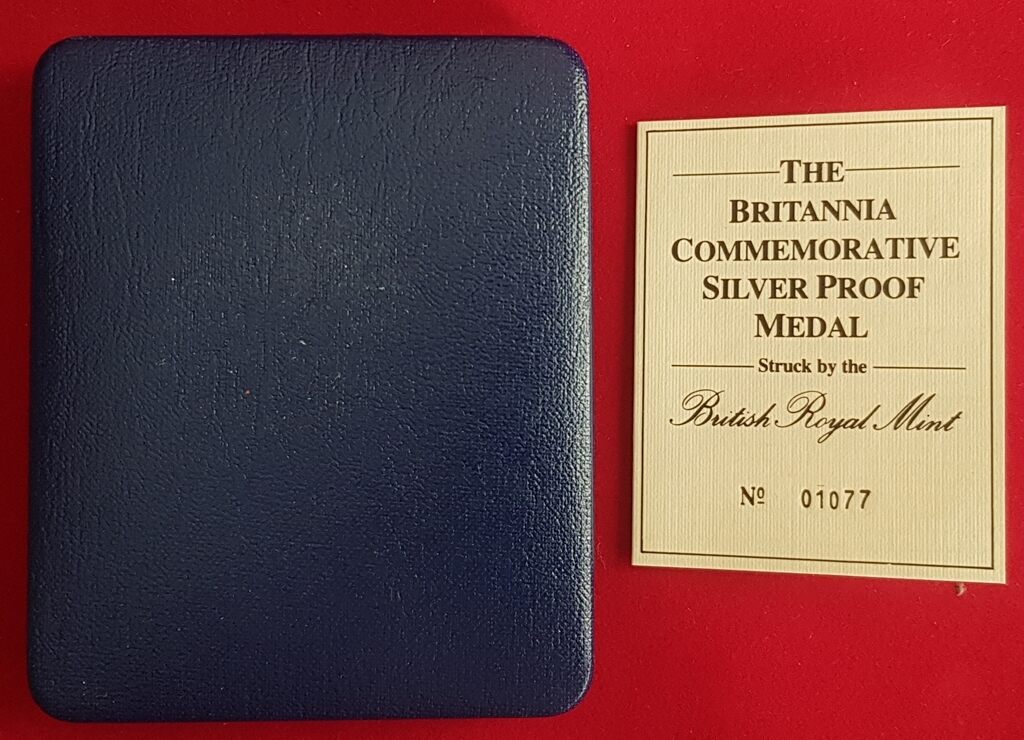 THE
BRITANNIA
COMMEMORATIVE
SILVER PROOF
MEDAL
Struck by the
British Royal Mint
Nº 01077